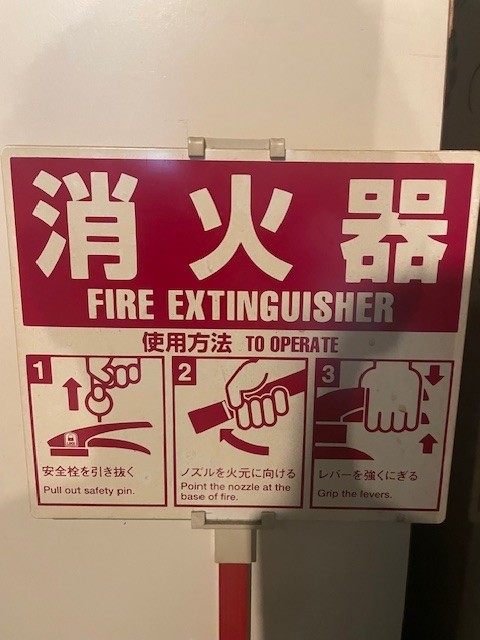 消火器
FIRE EXTINGUISHER
使用方法 TO OPERATE
1
安全栓を引き抜く
Pull out safety pin.
2
ノズルを火元に向ける
Point the nozzle at the
base of fire.
3
レバーを強くにぎる
Grip the levers.